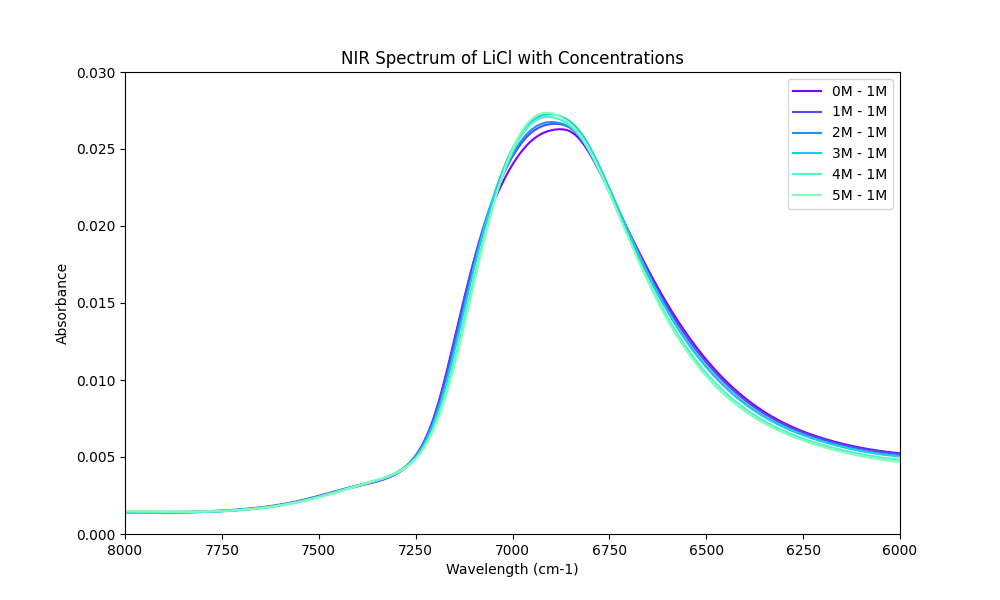 NIR Spectrum of LiCl with Concentrations
0.030
0.025
0.020
0.015
0.010
0.005
0.000
Absorbance
8000 7750 7500 7250 7000 6750 6500 6250 6000
Wavelength (cm-1)
0M - 1M
1M - 1M
2M - 1M
3M - 1M
4M - 1M
5M - 1M